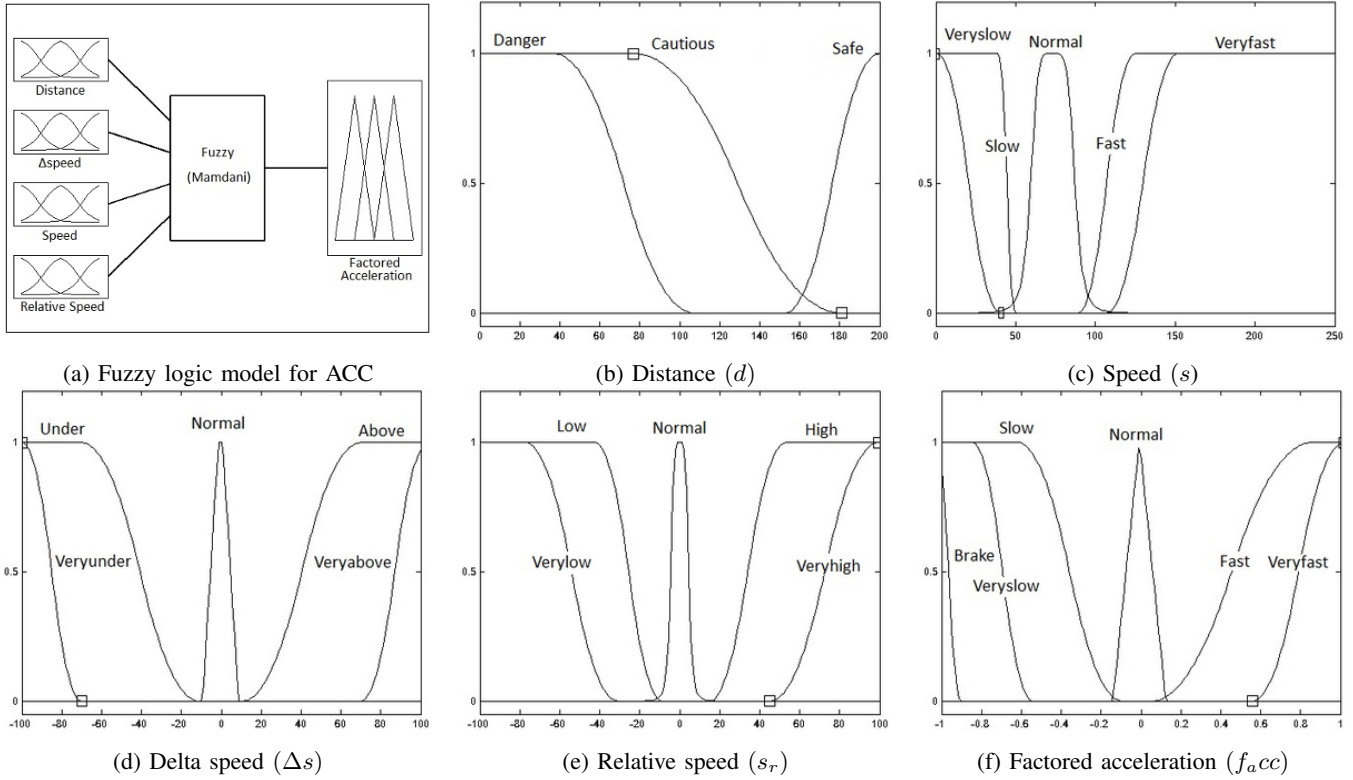 Distance
Δspeed
Speed
Relative Speed
Fuzzy
(Mamdani)
Factored
Acceleration
(a) Fuzzy logic model for ACC
Danger
Cautious
Safe
1
0.5
0
0 20 40 60 80 100 120 140 160 180 200
(b) Distance (d)
Veryslow
Normal
Veryfast
Slow
Fast
1
0.5
0
0 50 100 150 200 250
(c) Speed (s)
Under
Normal
Above
Veryunder
Veryabove
1
0.5
0
-100 -80 -60 -40 -20 0 20 40 60 80 100
(d) Delta speed (Δs)
Low
Normal
High
Verylow
Veryhigh
1
0.5
0
-100 -80 -60 -40 -20 0 20 40 60 80 100
(e) Relative speed (s_r)
Slow
Normal
Brake
Veryslow
Fast
Veryfast
1
0.5
0
-1 -0.8 -0.6 -0.4 -0.2 0 0.2 0.4 0.6 0.8 1
(f) Factored acceleration (f_acc)